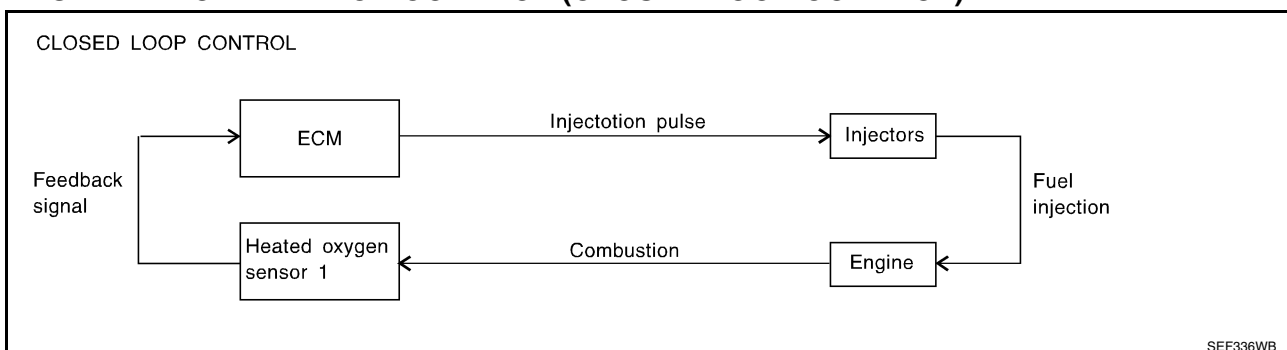 CLOSED LOOP CONTROL
ECM
Injectotion pulse
Injectors
Feedback
signal
Fuel
injection
Heated oxygen
sensor 1
Combustion
Engine
SEF336WB